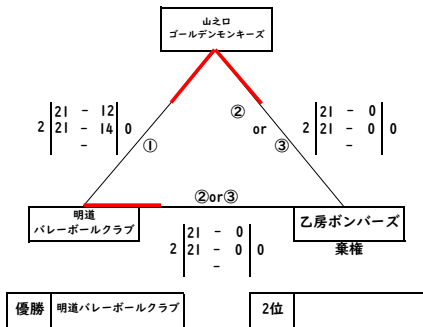 山之口
ゴールデンモンキーズ
21 - 12
2 21 - 14 0
-
①
②
or
③
21 - 0
2 21 - 0 0
-
②or③
明道
バレーボールクラブ
乙房ボンバーズ
棄権
21 - 0
2 21 - 0 0
-
優勝 明道バレーボールクラブ
2位